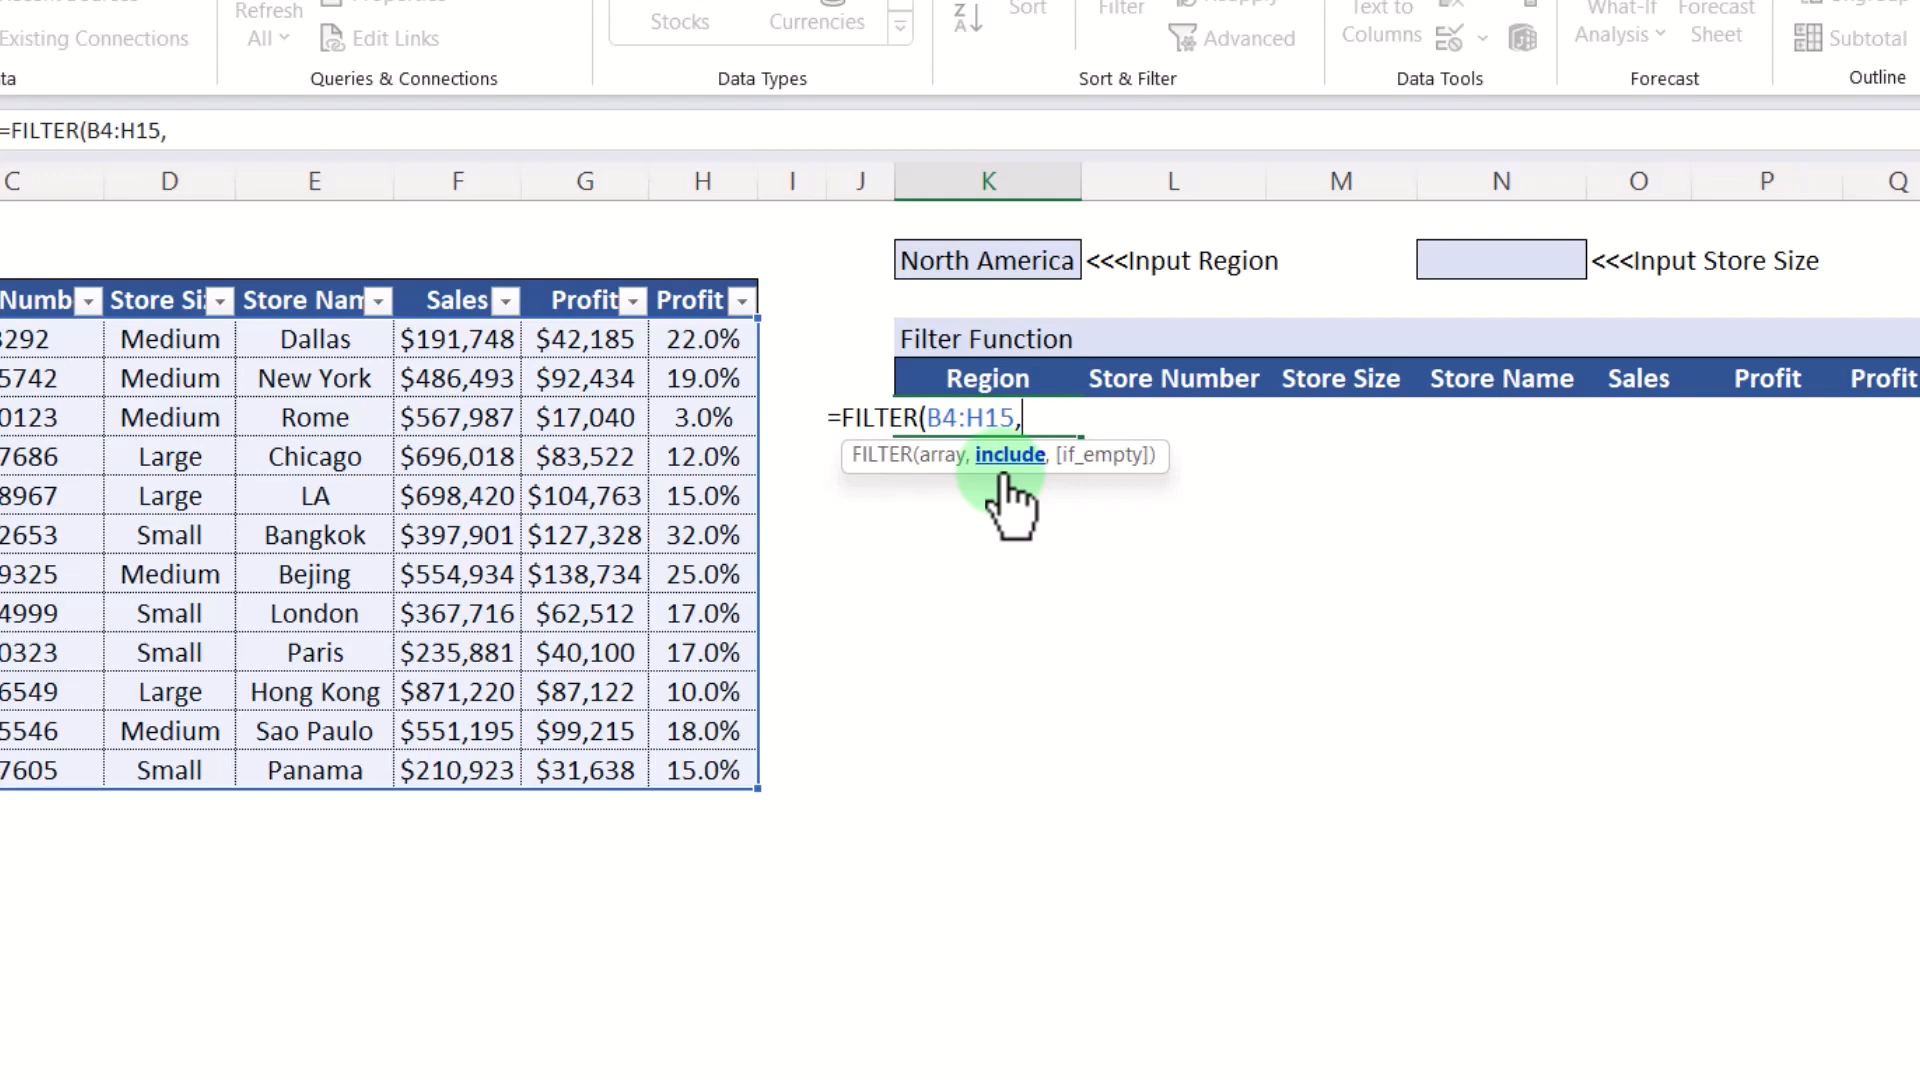 Refresh
All
Properties
Existing Connections
Edit Links
Stocks
Currencies
Sort
Filter
Reapply
Advanced
Text to
Columns
What-If
Analysis
Forecast
Sheet
Ungroup
Subtotal
ta
Queries & Connections
Data Types
Sort & Filter
Data Tools
Forecast
Outline
=FILTER(B4:H15,
C D E F G H I J K L M N O P Q
North America <<<Input Region <<<Input Store Size
Numb Store Si Store Nam Sales Profit Profit
Filter Function
Region Store Number Store Size Store Name Sales Profit Profit
=FILTER(B4:H15,
FILTER(array, include, [if_empty])
3292 Medium Dallas $191,748 $42,185 22.0%
5742 Medium New York $486,493 $92,434 19.0%
0123 Medium Rome $567,987 $17,040 3.0%
7686 Large Chicago $696,018 $83,522 12.0%
8967 Large LA $698,420 $104,763 15.0%
2653 Small Bangkok $397,901 $127,328 32.0%
9325 Medium Bejing $554,934 $138,734 25.0%
4999 Small London $367,716 $62,512 17.0%
0323 Small Paris $235,881 $40,100 17.0%
6549 Large Hong Kong $871,220 $87,122 10.0%
5546 Medium Sao Paulo $551,195 $99,215 18.0%
7605 Small Panama $210,923 $31,638 15.0%